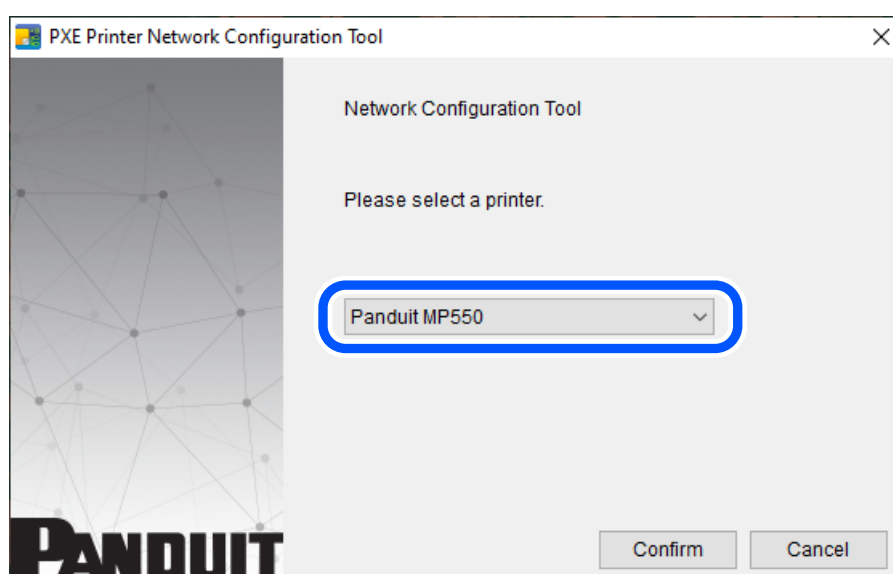 PXE Printer Network Configuration Tool
Network Configuration Tool
Please select a printer.
Panduit MP550
Confirm
Cancel
PANDUIT